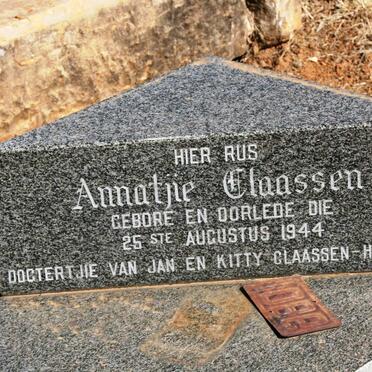 HIER RUS
Annatjie Claassen
GEBORE EN OORLEDE DIE
25 STE AUGUSTUS 1944
DOGTERTJIE VAN JAN EN KITTY CLAASSEN-H